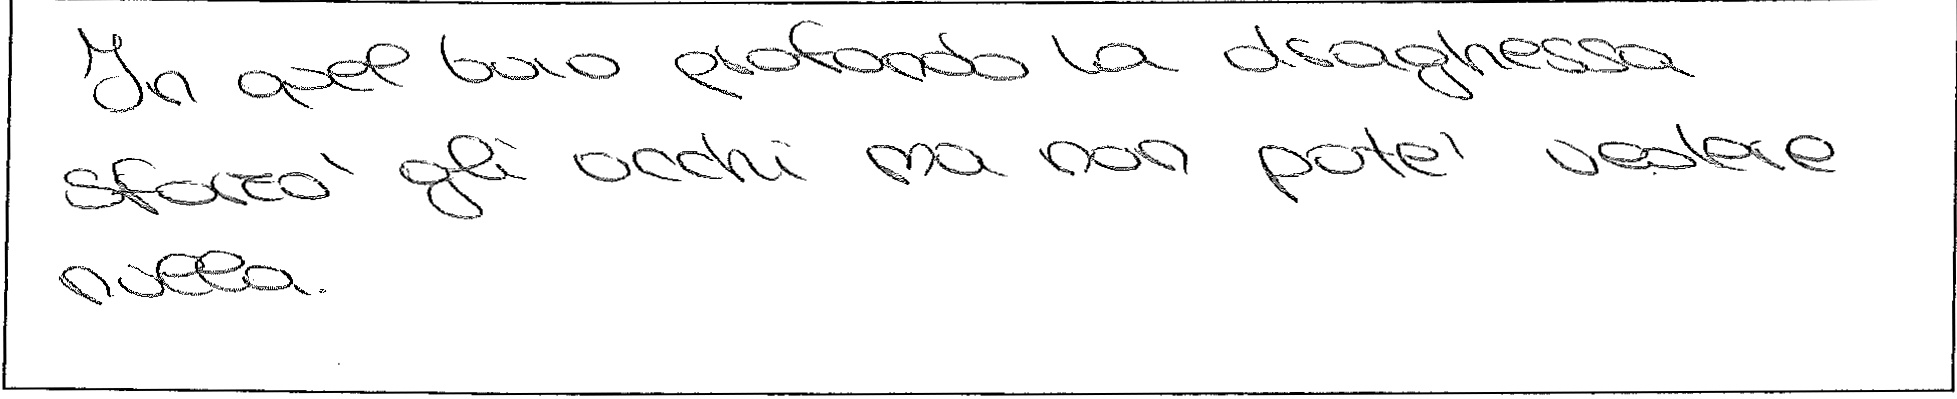 In quel buio profondo la draghessa
sforzò gli occhi ma non poté vedere
nulla.